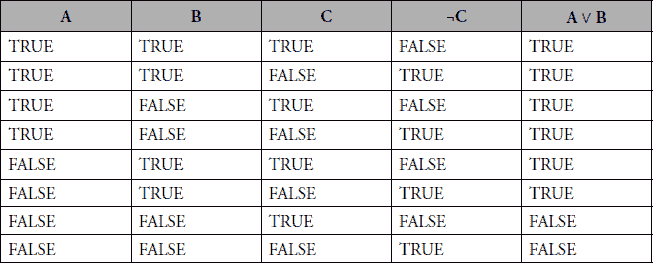 A B C ¬C A ∨ B
TRUE TRUE TRUE FALSE TRUE
TRUE TRUE FALSE TRUE TRUE
TRUE FALSE TRUE FALSE TRUE
TRUE FALSE FALSE TRUE TRUE
FALSE TRUE TRUE FALSE TRUE
FALSE TRUE FALSE TRUE TRUE
FALSE FALSE TRUE FALSE FALSE
FALSE FALSE FALSE TRUE FALSE